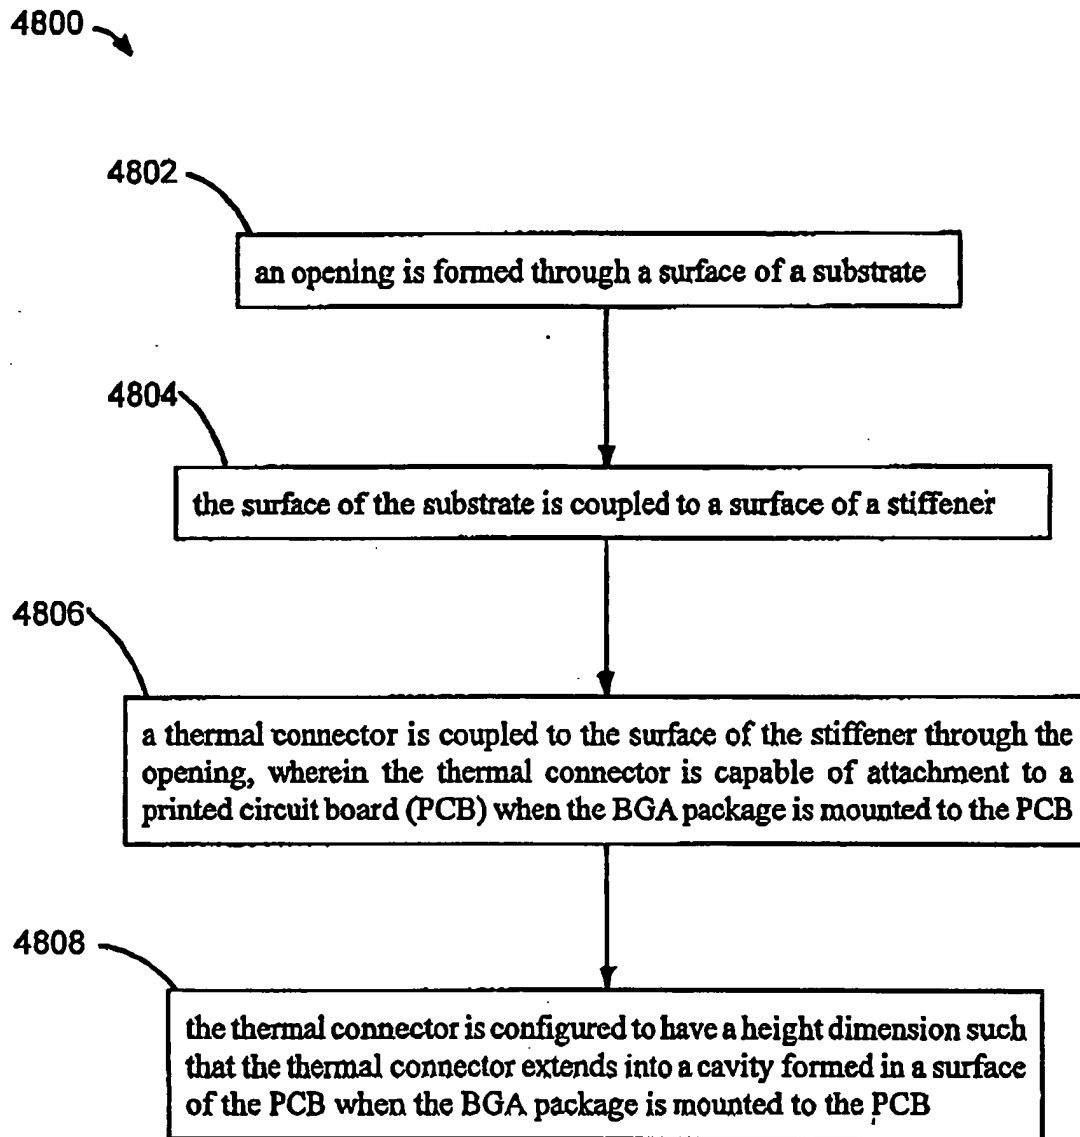 4800
4802
an opening is formed through a surface of a substrate
4804
the surface of the substrate is coupled to a surface of a stiffener
4806
a thermal connector is coupled to the surface of the stiffener through the
opening, wherein the thermal connector is capable of attachment to a
printed circuit board (PCB) when the BGA package is mounted to the PCB
4808
the thermal connector is configured to have a height dimension such
that the thermal connector extends into a cavity formed in a surface
of the PCB when the BGA package is mounted to the PCB